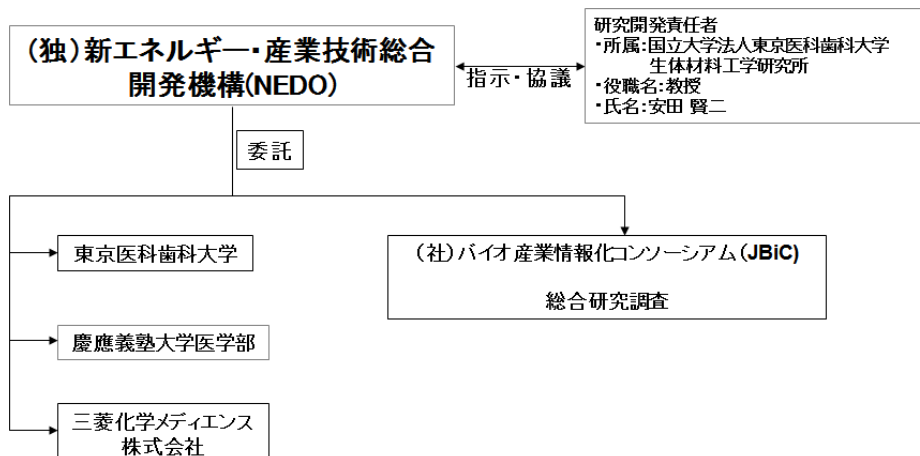 (独)新エネルギー・産業技術総合
開発機構(NEDO)
指示・協議
研究開発責任者
・所属:国立大学法人東京医科歯科大学
生体材料工学研究所
・役職名:教授
・氏名:安田 賢二
委託
東京医科歯科大学
(社)バイオ産業情報化コンソーシアム(JBiC)
総合研究調査
慶應義塾大学医学部
三菱化学メディエンス
株式会社